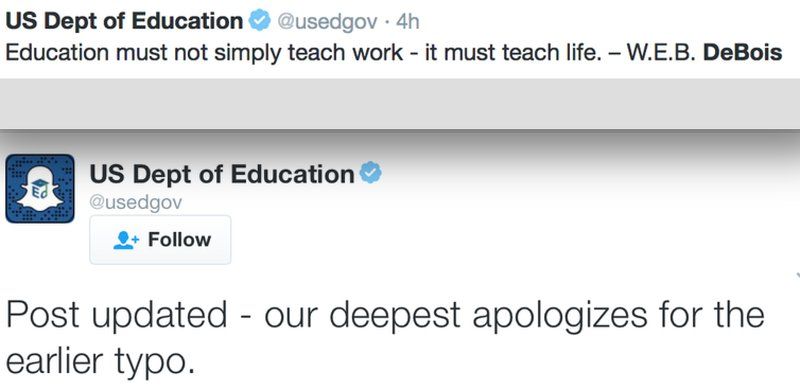 US Dept of Education @usedgov · 4h
Education must not simply teach work - it must teach life. – W.E.B. DeBois
Ed
US Dept of Education
@usedgov
Follow
Post updated - our deepest apologizes for the
earlier typo.